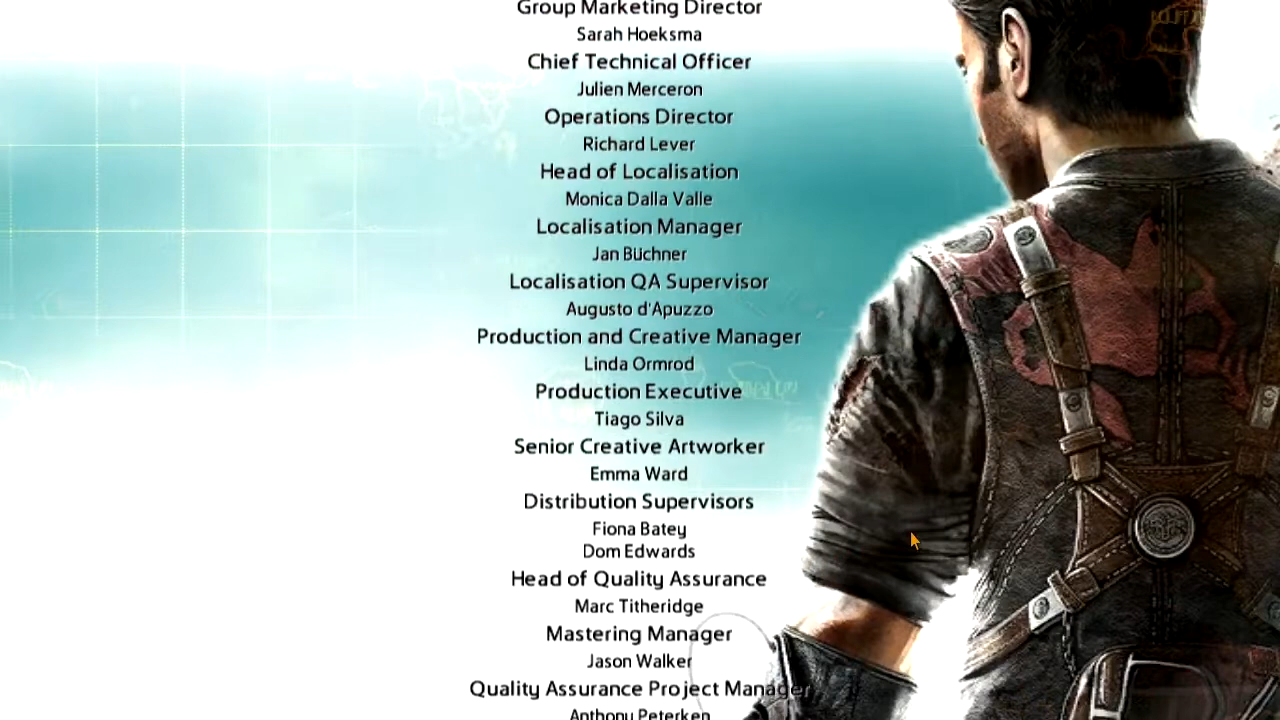 Group Marketing Director
Sarah Hoeksma
Chief Technical Officer
Julien Merceron
Operations Director
Richard Lever
Head of Localisation
Monica Dalla Valle
Localisation Manager
Jan Büchner
Localisation QA Supervisor
Augusto d'Apuzzo
Production and Creative Manager
Linda Ormrod
Production Executive
Tiago Silva
Senior Creative Artworker
Emma Ward
Distribution Supervisors
Fiona Batey
Dom Edwards
Head of Quality Assurance
Marc Titheridge
Mastering Manager
Jason Walker
Quality Assurance Project Manager
Anthony Peterken